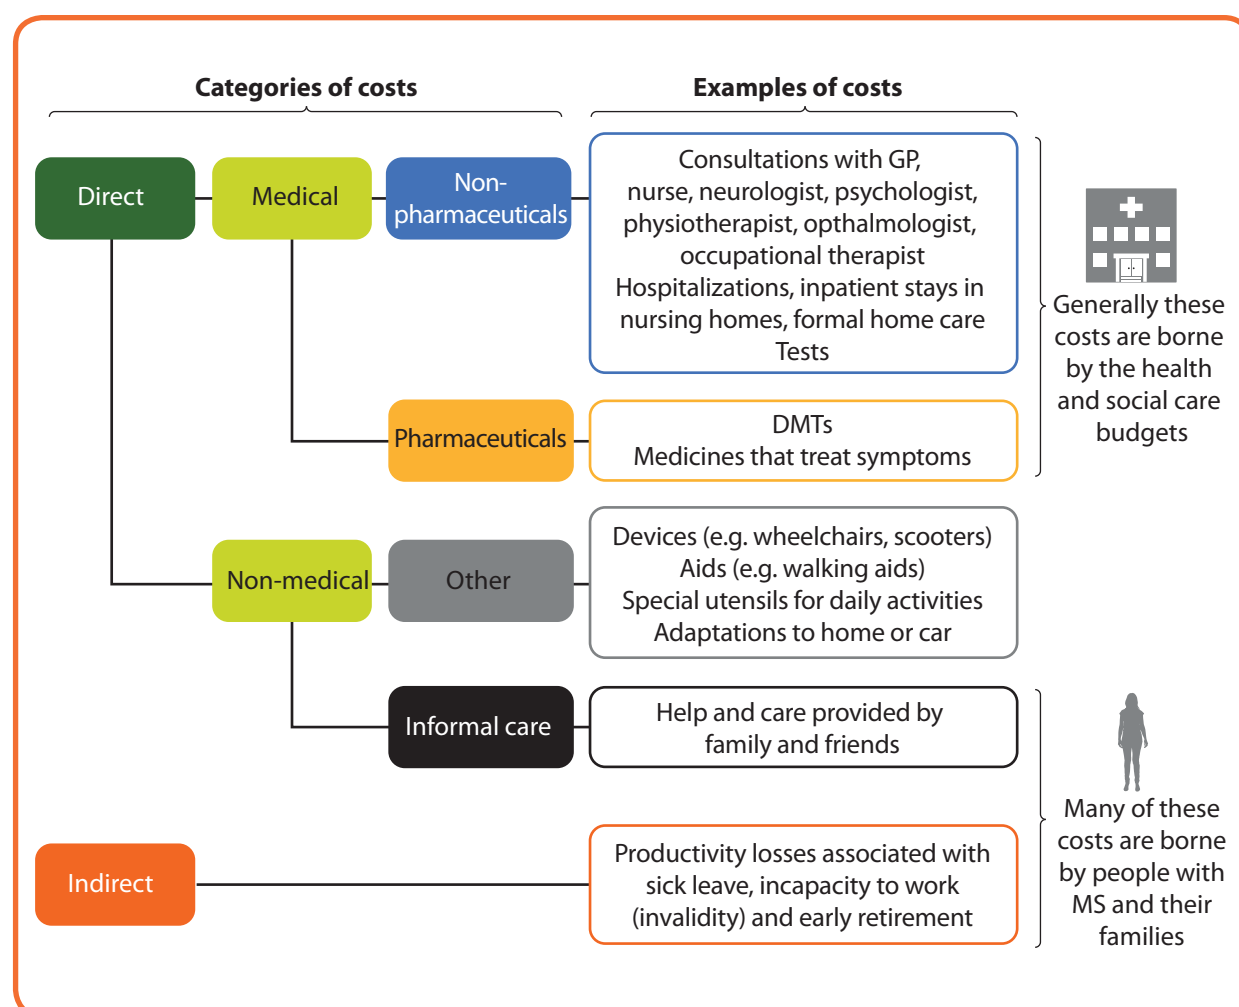 Categories of costs
Examples of costs
Direct
Medical
Non-
pharmaceuticals
Consultations with GP,
nurse, neurologist, psychologist,
physiotherapist, opthalmologist,
occupational therapist
Hospitalizations, inpatient stays in
nursing homes, formal home care
Tests
Generally these
costs are borne
by the health
and social care
budgets
Pharmaceuticals
DMTs
Medicines that treat symptoms
Non-medical
Other
Devices (e.g. wheelchairs, scooters)
Aids (e.g. walking aids)
Special utensils for daily activities
Adaptations to home or car
Informal care
Help and care provided by
family and friends
Many of these
costs are borne
by people with
MS and their
families
Indirect
Productivity losses associated with
sick leave, incapacity to work
(invalidity) and early retirement